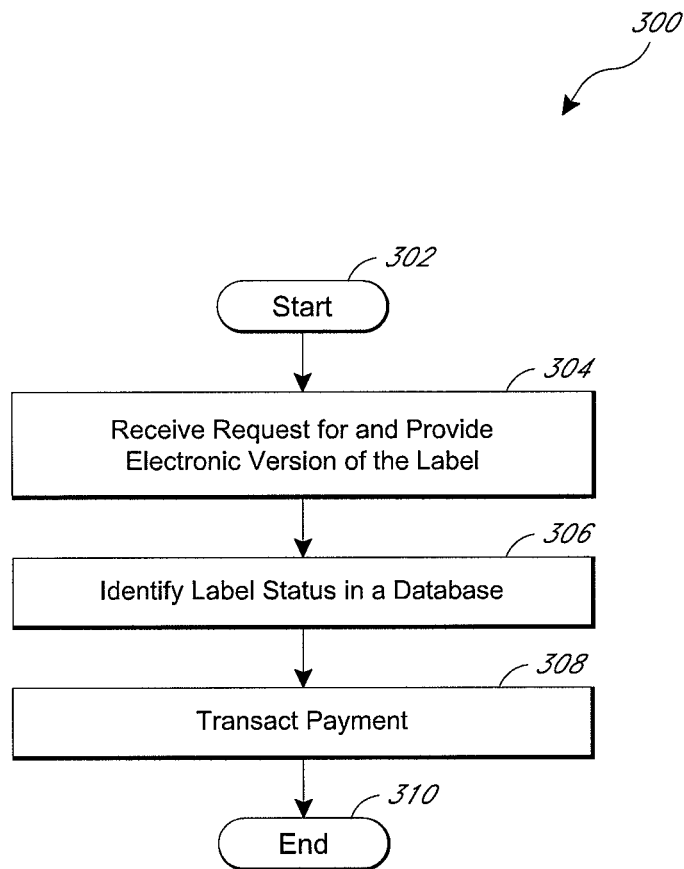 300
302
Start
304
Receive Request for and Provide
Electronic Version of the Label
306
Identify Label Status in a Database
308
Transact Payment
310
End